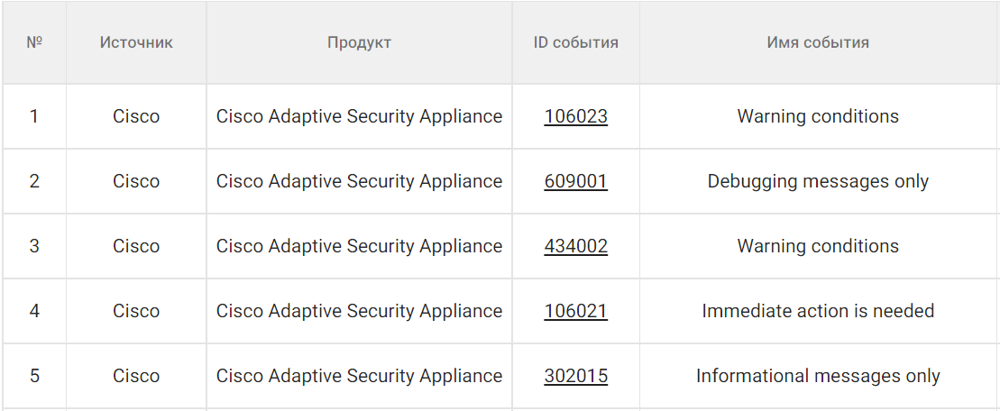 № Источник Продукт ID события Имя события
1 Cisco Cisco Adaptive Security Appliance 106023 Warning conditions
2 Cisco Cisco Adaptive Security Appliance 609001 Debugging messages only
3 Cisco Cisco Adaptive Security Appliance 434002 Warning conditions
4 Cisco Cisco Adaptive Security Appliance 106021 Immediate action is needed
5 Cisco Cisco Adaptive Security Appliance 302015 Informational messages only